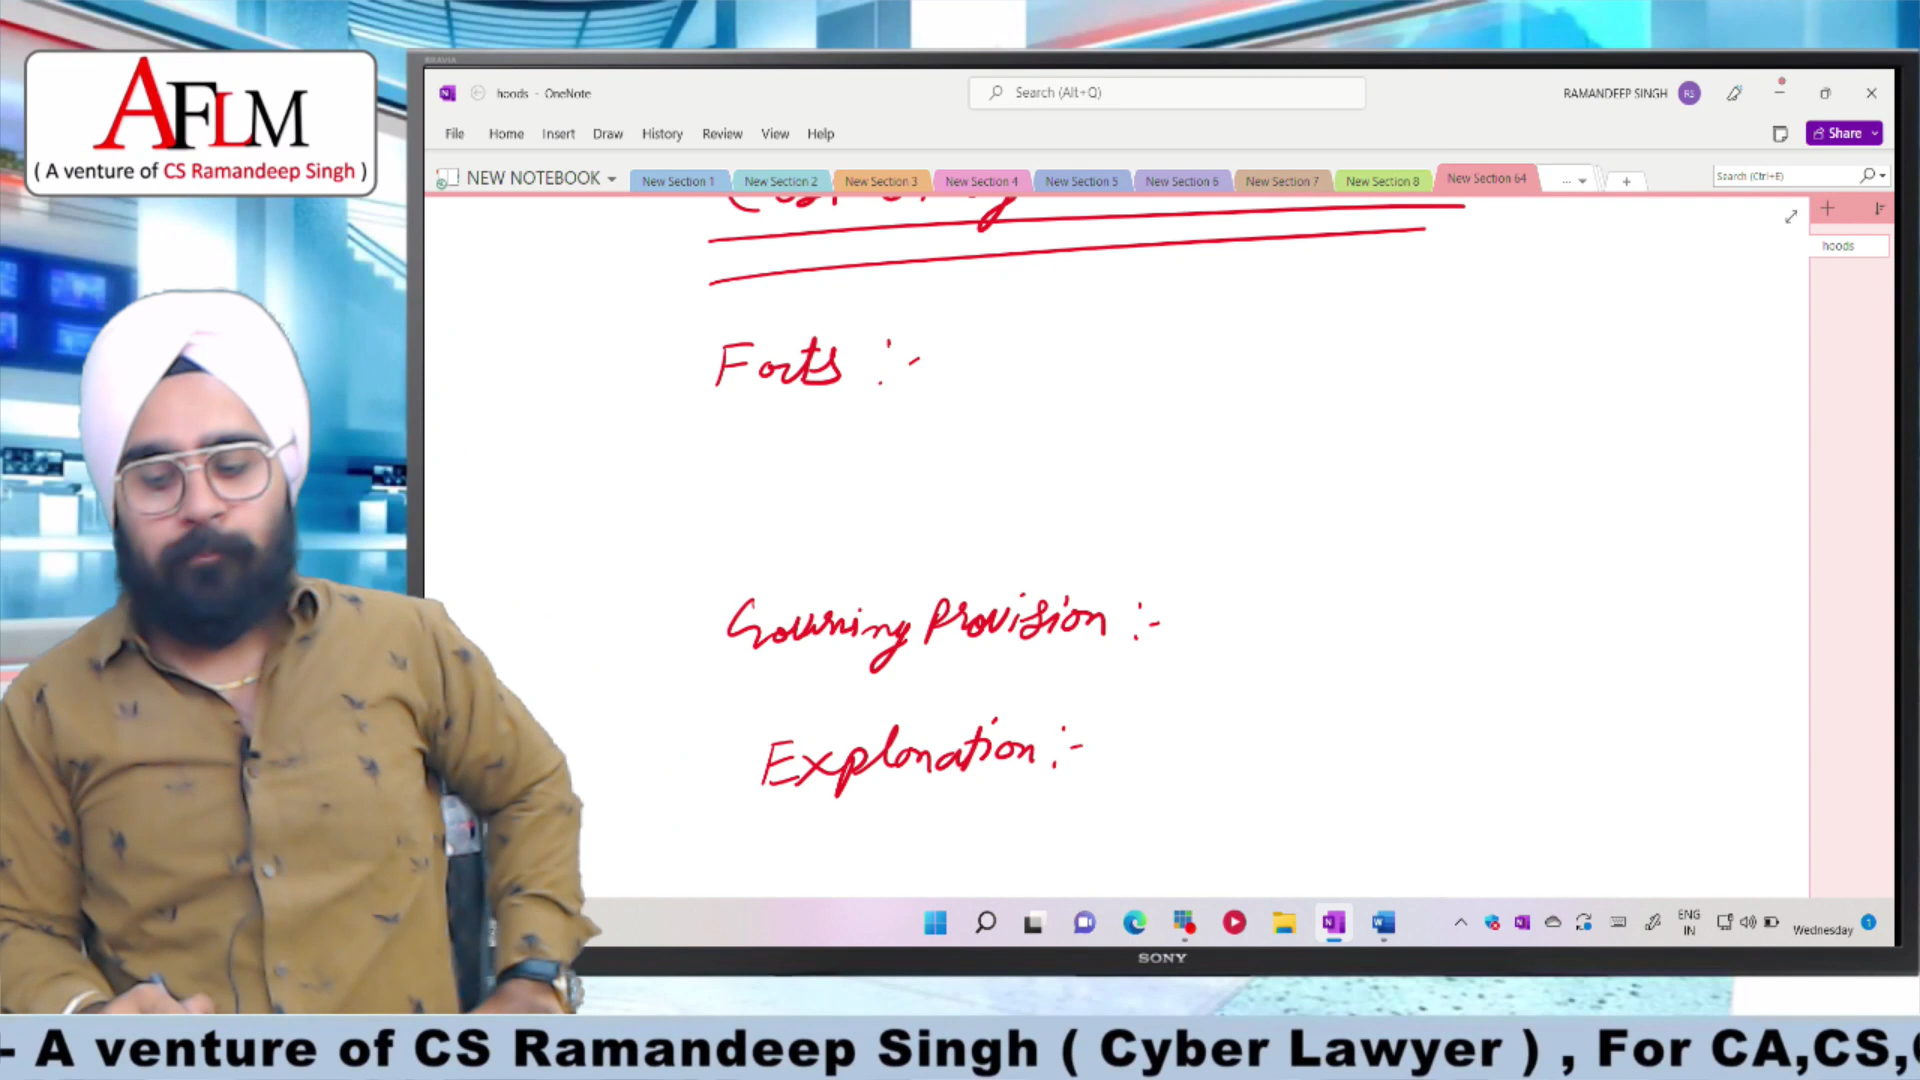 BRAVIA
AFLM
( A venture of CS Ramandeep Singh )
hoods - OneNote
Search (Alt+Q)
RAMANDEEP SINGH
RS
File Home Insert Draw History Review View Help
Share
NEW NOTEBOOK
New Section 1
New Section 2
New Section 3
New Section 4
New Section 5
New Section 6
New Section 7
New Section 8
New Section 64
...
Search (Ctrl+E)
hoods
Facts :-
Governing Provision :-
Explanation :-
ENG
IN
Wednesday
1
SONY
- A venture of CS Ramandeep Singh ( Cyber Lawyer ) , For CA,CS,